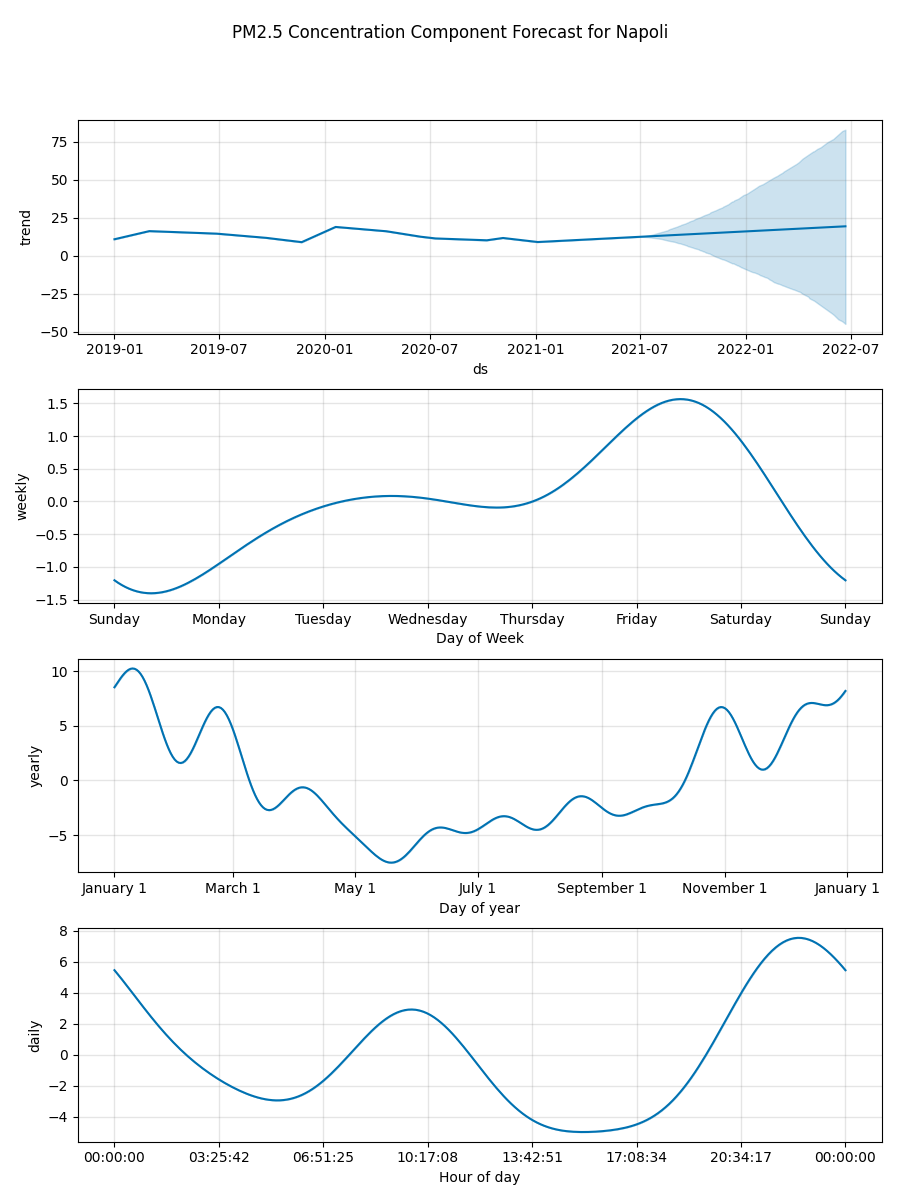 PM2.5 Concentration Component Forecast for Napoli
75
50
25
0
−25
−50
trend
2019-01 2019-07 2020-01 2020-07 2021-01 2021-07 2022-01 2022-07
ds
1.5
1.0
0.5
0.0
−0.5
−1.0
−1.5
weekly
Sunday Monday Tuesday Wednesday Thursday Friday Saturday Sunday
Day of Week
10
5
0
−5
yearly
January 1 March 1 May 1 July 1 September 1 November 1 January 1
Day of year
8
6
4
2
0
−2
−4
daily
00:00:00 03:25:42 06:51:25 10:17:08 13:42:51 17:08:34 20:34:17 00:00:00
Hour of day